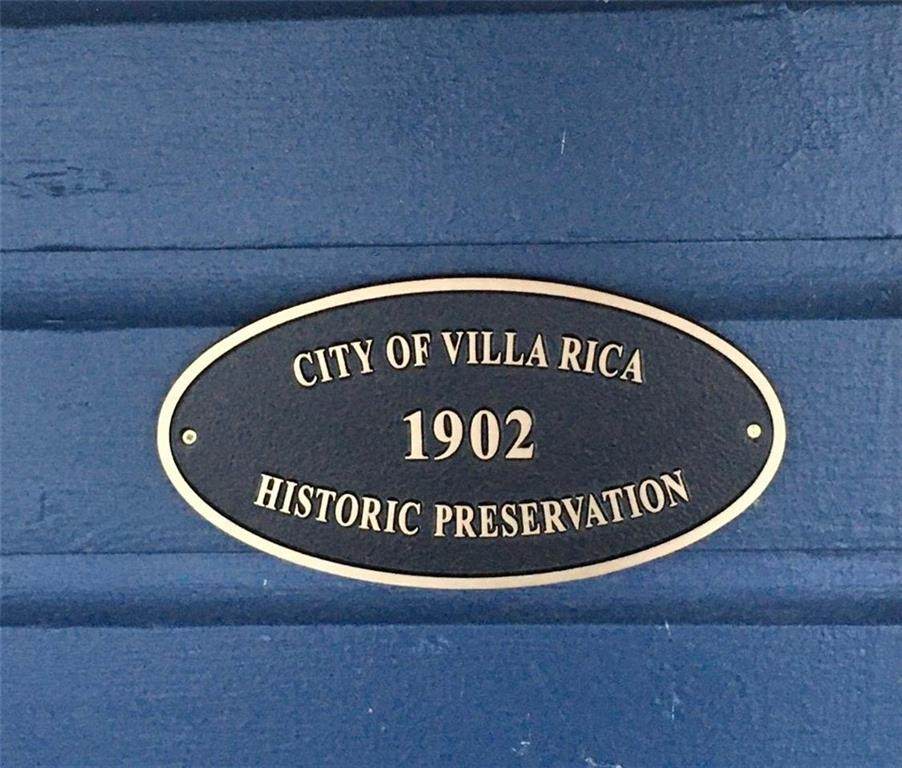 CITY OF VILLA RICA
1902
HISTORIC PRESERVATION